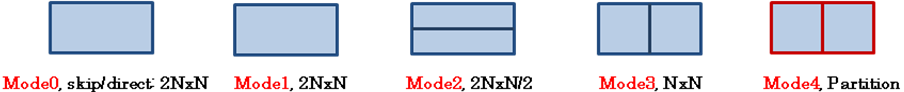 Mode0, skip/direct: 2NxN Mode1, 2NxN Mode2, 2NxN/2 Mode3, NxN Mode4, Partition